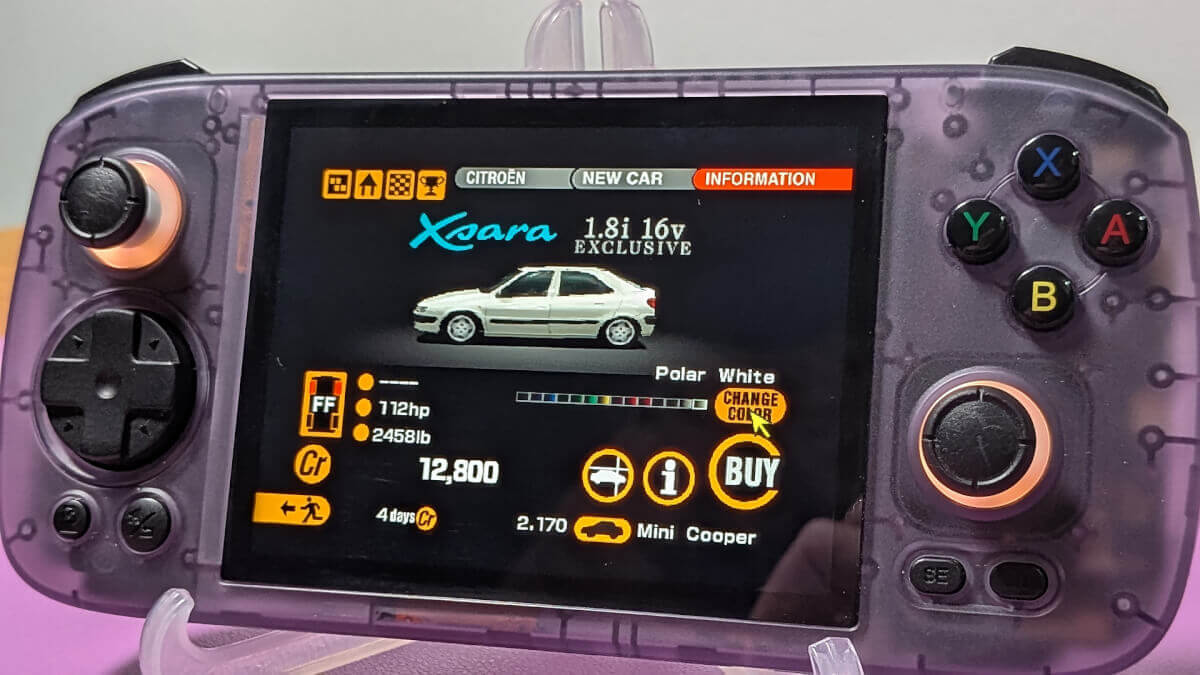 CITROËN NEW CAR INFORMATION
Xsara 1.8i 16v
EXCLUSIVE
Polar White
CHANGE
COLOR
FF
----
112hp
2458lb
Cr 12,800
i
BUY
4 days Cr
2.170 Mini Cooper
X
Y
A
B
SE